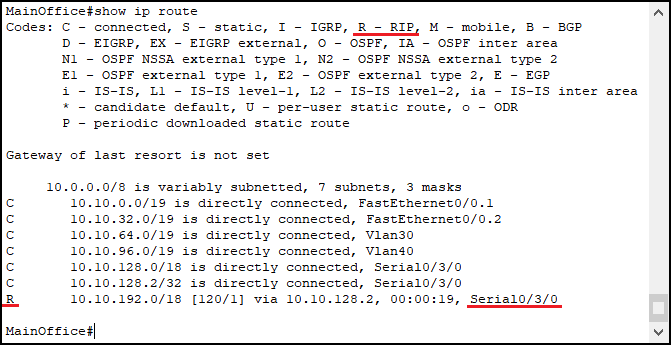 MainOffice#show ip route
Codes: C - connected, S - static, I - IGRP, R - RIP, M - mobile, B - BGP
D - EIGRP, EX - EIGRP external, O - OSPF, IA - OSPF inter area
N1 - OSPF NSSA external type 1, N2 - OSPF NSSA external type 2
E1 - OSPF external type 1, E2 - OSPF external type 2, E - EGP
i - IS-IS, L1 - IS-IS level-1, L2 - IS-IS level-2, ia - IS-IS inter area
* - candidate default, U - per-user static route, o - ODR
P - periodic downloaded static route
Gateway of last resort is not set
10.0.0.0/8 is variably subnetted, 7 subnets, 3 masks
C 10.10.0.0/19 is directly connected, FastEthernet0/0.1
C 10.10.32.0/19 is directly connected, FastEthernet0/0.2
C 10.10.64.0/19 is directly connected, Vlan30
C 10.10.96.0/19 is directly connected, Vlan40
C 10.10.128.0/18 is directly connected, Serial0/3/0
C 10.10.128.2/32 is directly connected, Serial0/3/0
R 10.10.192.0/18 [120/1] via 10.10.128.2, 00:00:19, Serial0/3/0
MainOffice#